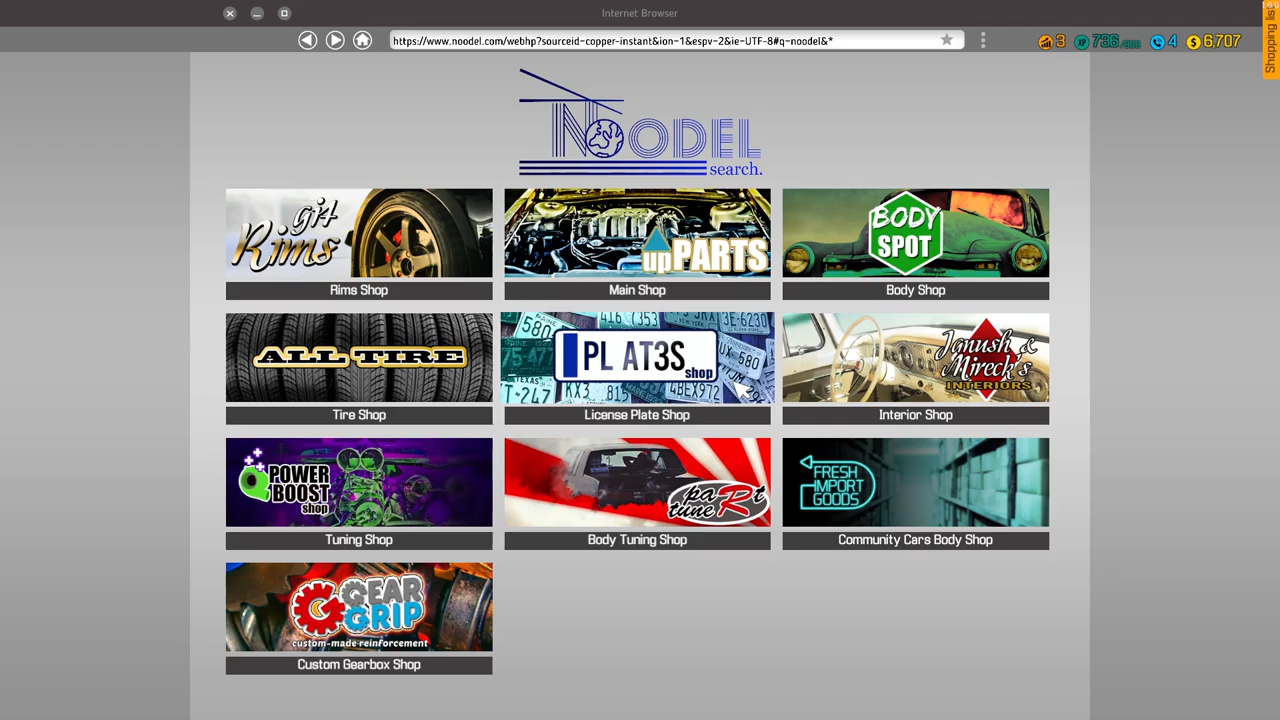 Internet Browser
https://www.noodel.com/webhp?sourceid-copper-instant&ion-1&espv-2&ie-UTF-8#q-noodel&*
3
XP
4
$ 6,707
Shopping list
NOODEL
search.
gj4
Rims
upPARTS
BODY
SPOT
Rims Shop
Main Shop
Body Shop
ALL TIRE
PL AT3S
shop
Janush &
Mireck's
INTERIORS
Tire Shop
License Plate Shop
Interior Shop
POWER
BOOST
shop
paRt
tune
FRESH
IMPORT
GOODS
Tuning Shop
Body Tuning Shop
Community Cars Body Shop
GEAR
GRIP
custom-made reinforcement
Custom Gearbox Shop